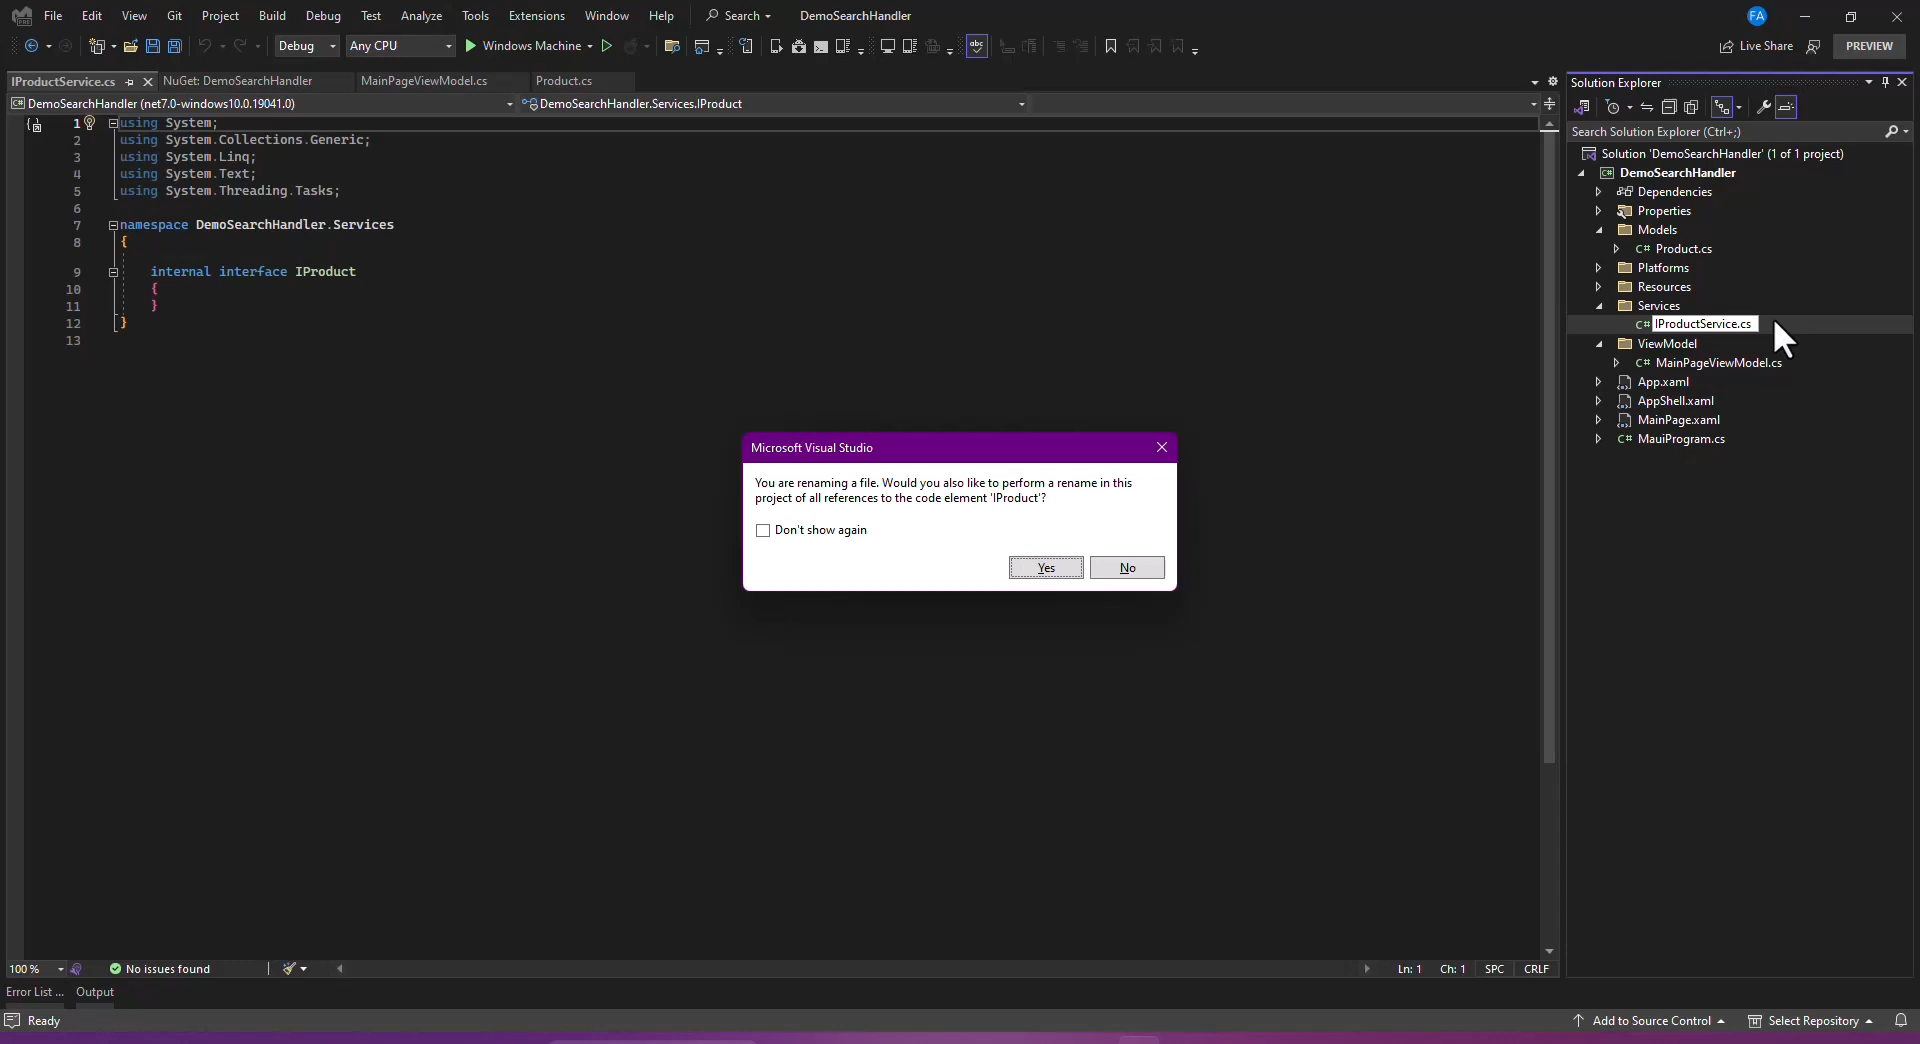 File Edit View Git Project Build Debug Test Analyze Tools Extensions Window Help Search DemoSearchHandler FA
Debug Any CPU Windows Machine Live Share PREVIEW
IProductService.cs NuGet: DemoSearchHandler MainPageViewModel.cs Product.cs
DemoSearchHandler (net7.0-windows10.0.19041.0) DemoSearchHandler.Services.IProduct
1 using System;
2 using System.Collections.Generic;
3 using System.Linq;
4 using System.Text;
5 using System.Threading.Tasks;
6
7 namespace DemoSearchHandler.Services
8 {
9 internal interface IProduct
10 {
11 }
12 }
13
Microsoft Visual Studio
You are renaming a file. Would you also like to perform a rename in this
project of all references to the code element 'IProduct'?
Don't show again
Yes No
Solution Explorer
Search Solution Explorer (Ctrl+;)
Solution 'DemoSearchHandler' (1 of 1 project)
C# DemoSearchHandler
Dependencies
Properties
Models
C# Product.cs
Platforms
Resources
Services
C# IProductService.cs
ViewModel
C# MainPageViewModel.cs
App.xaml
AppShell.xaml
MainPage.xaml
C# MauiProgram.cs
100 % No issues found Ln: 1 Ch: 1 SPC CRLF
Error List ... Output
Ready Add to Source Control Select Repository